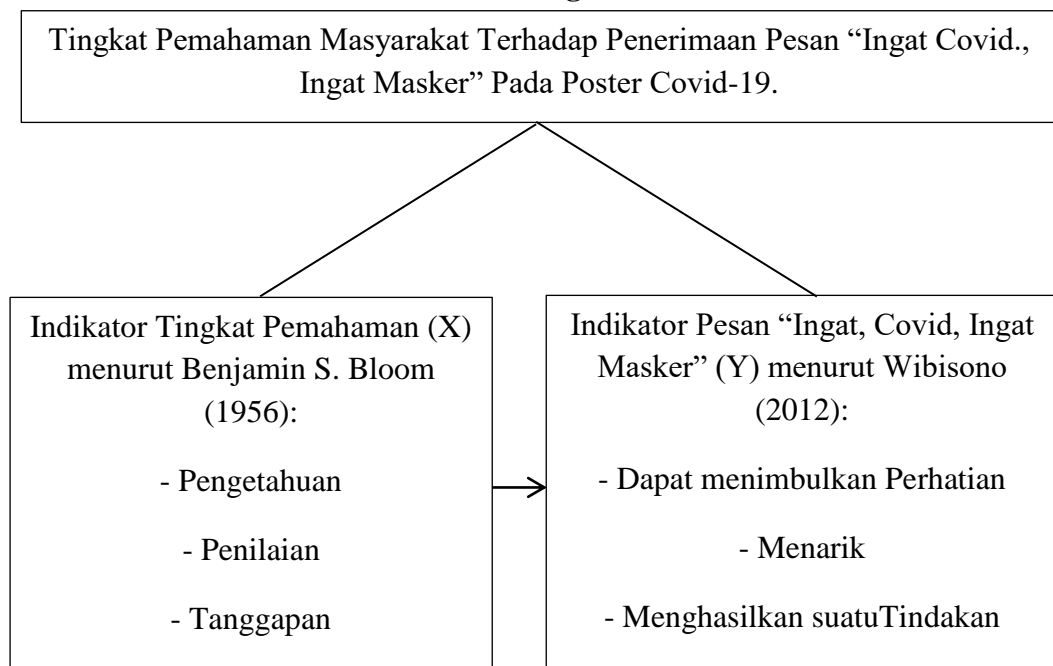 Tingkat Pemahaman Masyarakat Terhadap Penerimaan Pesan “Ingat Covid.,
Ingat Masker” Pada Poster Covid-19.
Indikator Tingkat Pemahaman (X)
menurut Benjamin S. Bloom
(1956):
- Pengetahuan
- Penilaian
- Tanggapan
Indikator Pesan “Ingat, Covid, Ingat
Masker” (Y) menurut Wibisono
(2012):
- Dapat menimbulkan Perhatian
- Menarik
- Menghasilkan suatuTindakan